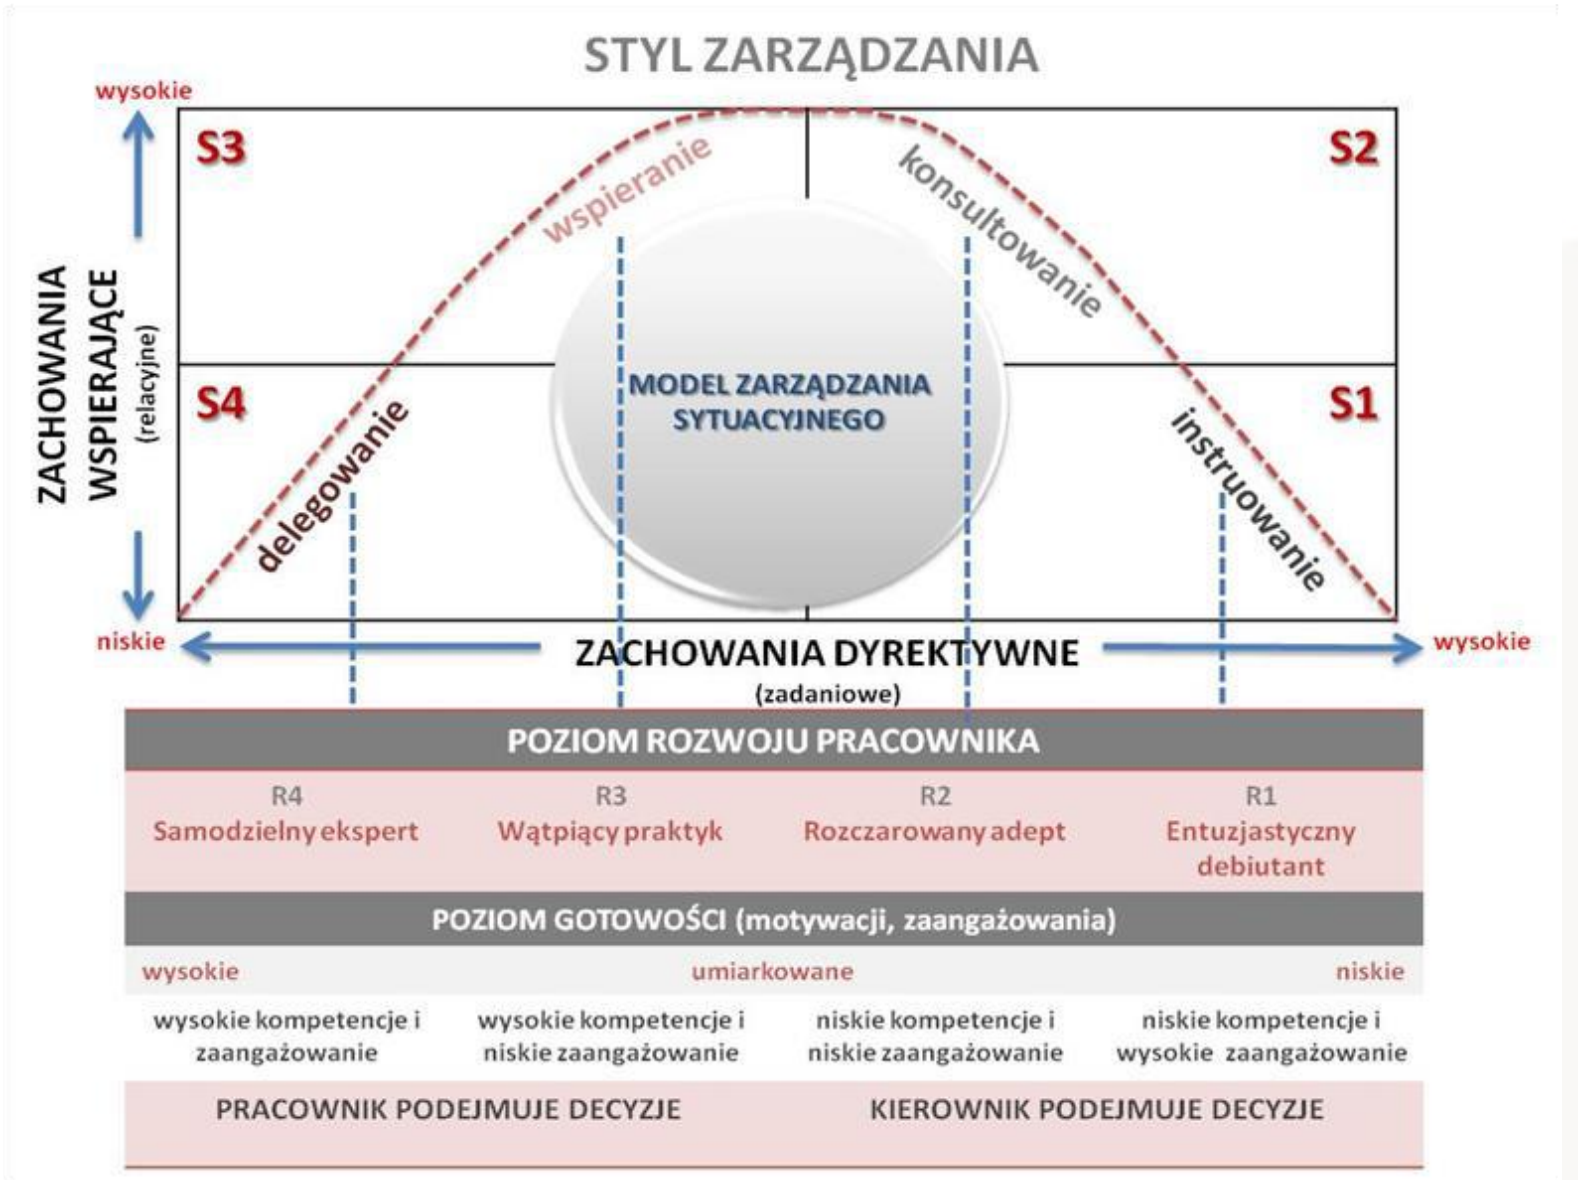 STYL ZARZĄDZANIA
wysokie
S3
S2
wspieranie
konsultowanie
ZACHOWANIA
WSPIERAJĄCE
(relacyjne)
MODEL ZARZĄDZANIA
SYTUACYJNEGO
S4
S1
delegowanie
instruowanie
niskie
ZACHOWANIA DYREKTYWNE
(zadaniowe)
wysokie
POZIOM ROZWOJU PRACOWNIKA
R4
Samodzielny ekspert
R3
Wątpiący praktyk
R2
Rozczarowany adept
R1
Entuzjastyczny
debiutant
POZIOM GOTOWOŚCI (motywacji, zaangażowania)
wysokie
umiarkowane
niskie
wysokie kompetencje i
zaangażowanie
wysokie kompetencje i
niskie zaangażowanie
niskie kompetencje i
niskie zaangażowanie
niskie kompetencje i
wysokie zaangażowanie
PRACOWNIK PODEJMUJE DECYZJE
KIEROWNIK PODEJMUJE DECYZJE